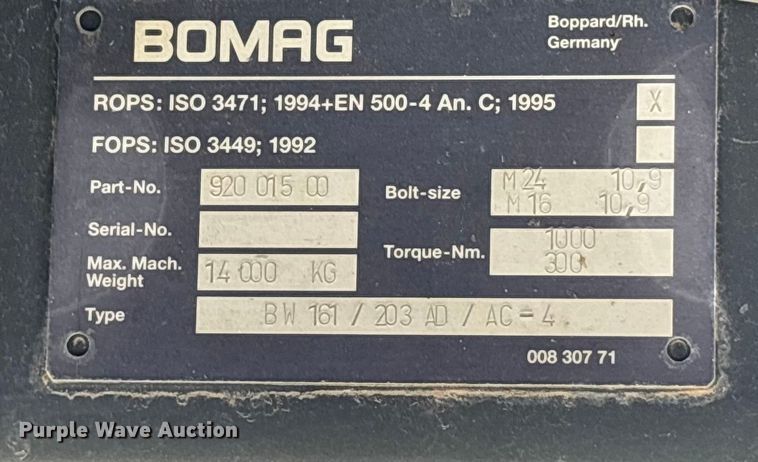 BOMAG
Boppard/Rh.
Germany
ROPS: ISO 3471; 1994+EN 500-4 An. C; 1995 X
FOPS: ISO 3449; 1992
Part-No. 920 015 00
Bolt-size M24 10,9
M16 10,9
Serial-No.
Torque-Nm. 1000
300
Max. Mach.
Weight 14 000 KG
Type BW 161 / 203 AD / AC - 4
008 307 71
Purple Wave Auction